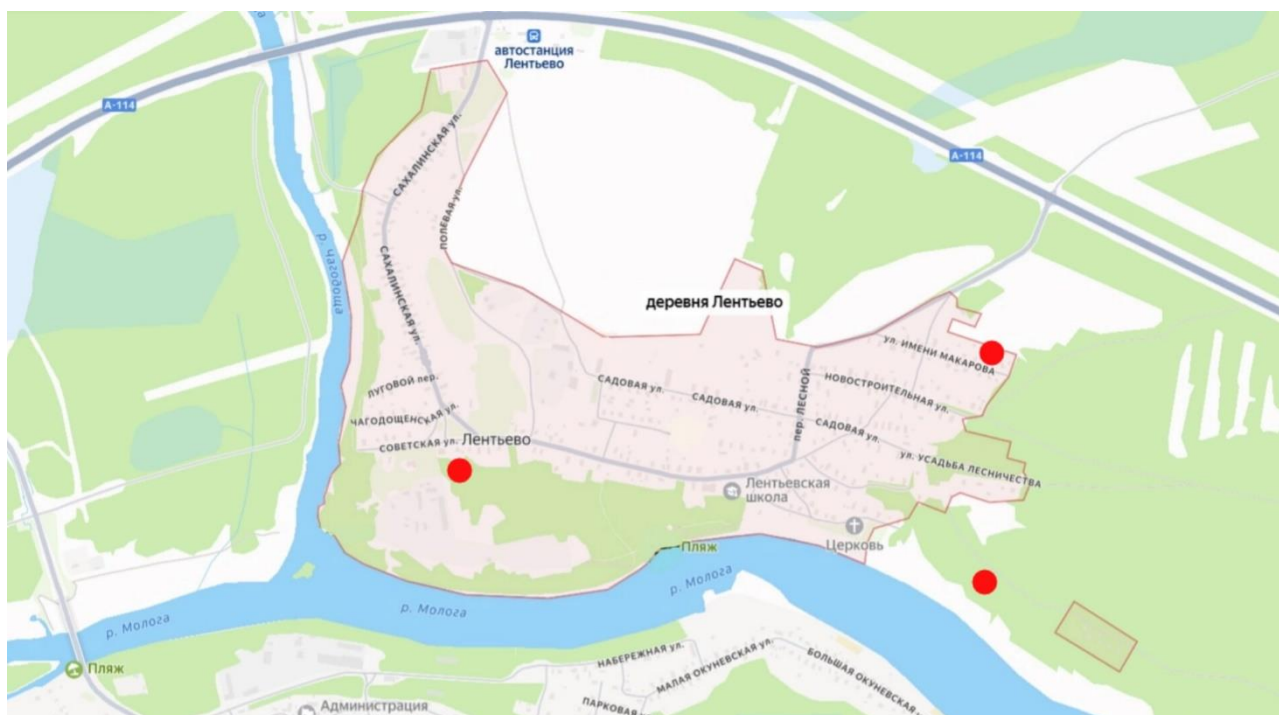 автостанция
Лентьево
А-114
САХАЛИНСКАЯ ул.
А-114
ПОЛЕВАЯ ул.
р. Чагодоща
САХАЛИНСКАЯ ул.
деревня Лентьево
ул. ИМЕНИ МАКАРОВА
ЛУГОВОЙ пер.
САДОВАЯ ул.
НОВОСТРОИТЕЛЬНАЯ ул.
САДОВАЯ ул.
пер. ЛЕСНОЙ
ЧАГОДОЩЕНСКАЯ ул.
САДОВАЯ ул.
СОВЕТСКАЯ ул.
Лентьево
ул. УСАДЬБА ЛЕСНИЧЕСТВА
Лентьевская
школа
Церковь
Пляж
р. Молога
р. Молога
р. Молога
Пляж
НАБЕРЕЖНАЯ ул.
МАЛАЯ ОКУНЕВСКАЯ ул.
БОЛЬШАЯ ОКУНЕВСКАЯ
Администрация
ПАРКОВАЯ